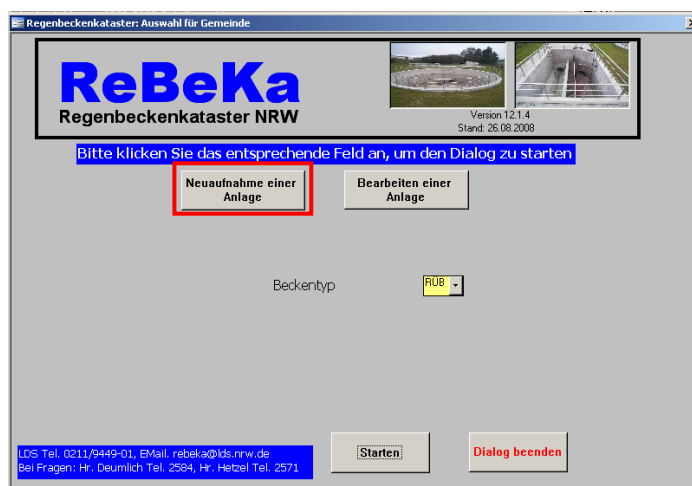 Regenbeckenkataster: Auswahl für Gemeinde
ReBeKa
Regenbeckenkataster NRW
Version 12.1.4
Stand: 26.08.2008
Bitte klicken Sie das entsprechende Feld an, um den Dialog zu starten
Neuaufnahme einer
Anlage
Bearbeiten einer
Anlage
Beckentyp
RÜB
Starten
Dialog beenden
LDS Tel. 0211/9449-01, EMail. rebeka@lds.nrw.de
Bei Fragen: Hr. Deumlich Tel. 2584, Hr. Hetzel Tel. 2571